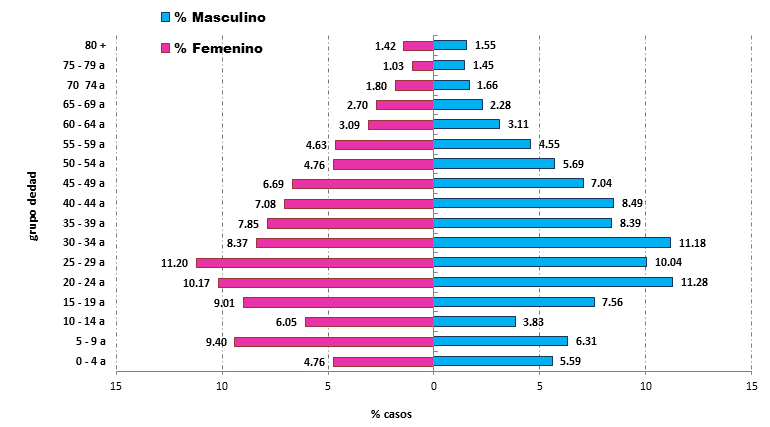 % Masculino
% Femenino
80 + 1.42 1.55
75 - 79 a 1.03 1.45
70 74 a 1.80 1.66
65 - 69 a 2.70 2.28
60 - 64 a 3.09 3.11
55 - 59 a 4.63 4.55
50 - 54 a 4.76 5.69
45 - 49 a 6.69 7.04
40 - 44 a 7.08 8.49
35 - 39 a 7.85 8.39
30 - 34 a 8.37 11.18
25 - 29 a 11.20 10.04
20 - 24 a 10.17 11.28
15 - 19 a 9.01 7.56
10 - 14 a 6.05 3.83
5 - 9 a 9.40 6.31
0 - 4 a 4.76 5.59
grupo dedad
15 10 5 0 5 10 15
% casos